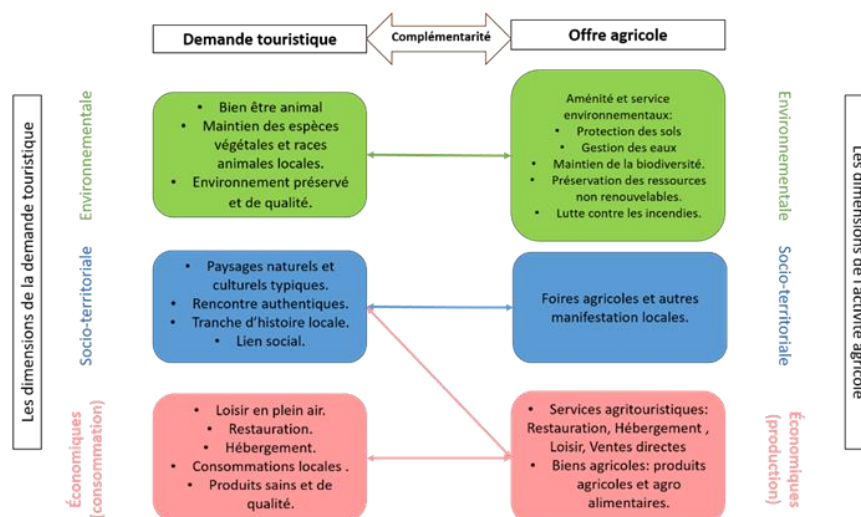 Demande touristique
Complémentarité
Offre agricole
Les dimensions de la demande touristique
Environnementale
• Bien être animal
• Maintien des espèces
végétales et races
animales locales.
• Environnement préservé
et de qualité.
Aménité et service
environnementaux:
• Protection des sols
• Gestion des eaux
• Maintien de la biodiversité.
• Préservation des ressources
non renouvelables.
• Lutte contre les incendies.
Environnementale
Les dimensions de l'activité agricole
Socio-territoriale
• Paysages naturels et
culturels typiques.
• Rencontre authentiques.
• Tranche d'histoire locale.
• Lien social.
Foires agricoles et autres
manifestation locales.
Socio-territoriale
Économiques
(consommation)
• Loisir en plein air.
• Restauration.
• Hébergement.
• Consommations locales .
• Produits sains et de
qualité.
• Services agritouristiques:
Restauration, Hébergement ,
Loisir, Ventes directes
• Biens agricoles: produits
agricoles et agro
alimentaires.
Économiques
(production)